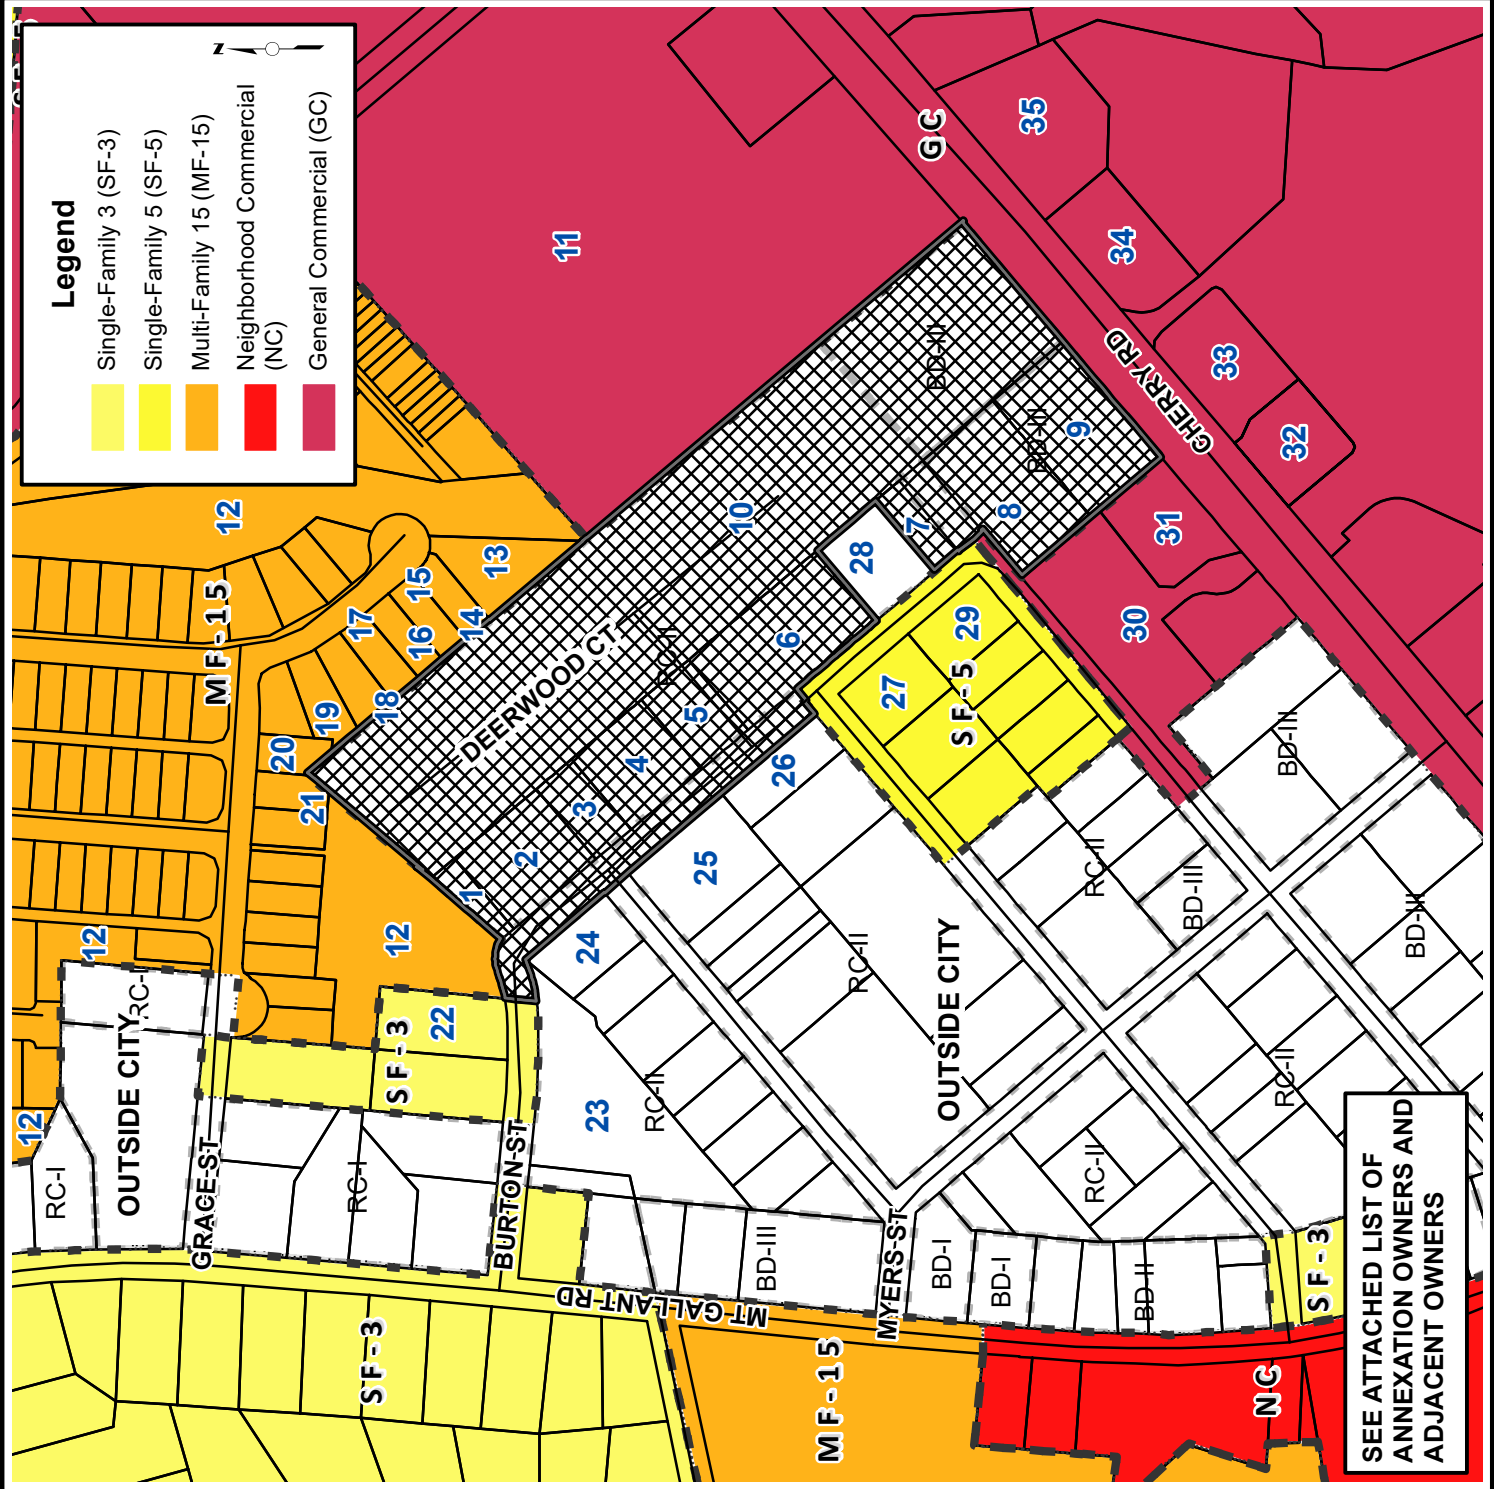 Legend
Single-Family 3 (SF-3)
Single-Family 5 (SF-5)
Multi-Family 15 (MF-15)
Neighborhood Commercial
(NC)
General Commercial (GC)
N
SEE ATTACHED LIST OF
ANNEXATION OWNERS AND
ADJACENT OWNERS
12
12
12
12
OUTSIDE CITY
RC-I
RC-I
RC-I
GRACE ST
MF-15
SF-3
22
SF-3
BURTON ST
MT GALLANT RD
MYERS ST
MF-15
NC
SF-3
BD-I
BD-I
BD-II
BD-III
23
RC-II
24
25
26
RC-II
OUTSIDE CITY
RC-II
RC-II
RC-II
BD-III
BD-III
BD-III
1
2
3
4
5
6
7
8
9
10
DEERWOOD CT
RC-II
BD-III
BD-III
11
13
14
15
16
17
18
19
20
21
27
28
29
SF-5
30
31
32
33
34
35
CHERRY RD
GC